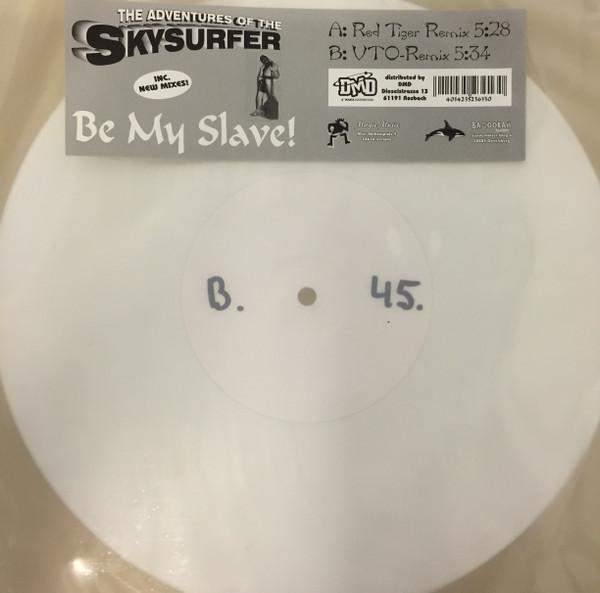 THE ADVENTURES OF THE
SKYSURFER
INC.
NEW MIXES!
Be My Slave!
A: Red Tiger Remix 5:28
B: VTO-Remix 5:34
DMD
distributed by
DMD
Dieselstrasse 13
61191 Rosbach
B. 45.